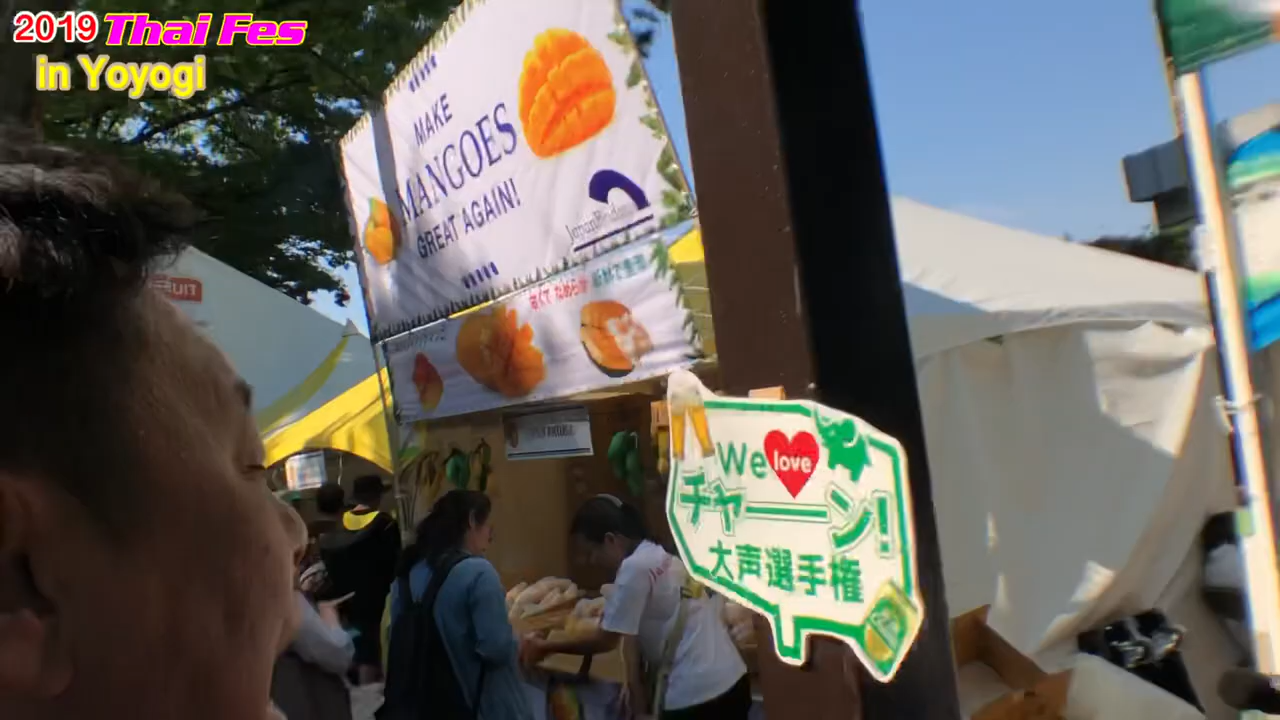 2019 Thai Fes
in Yoyogi
MAKE
MANGOES
GREAT AGAIN!
We love
チャーン!
大声選手権